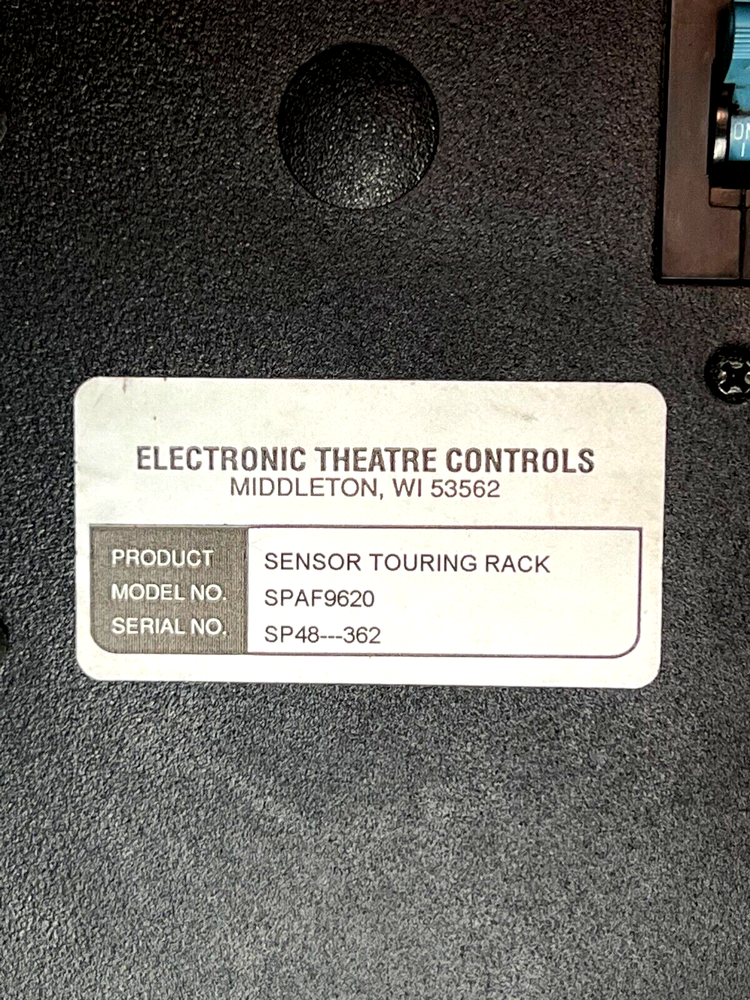 ELECTRONIC THEATRE CONTROLS
MIDDLETON, WI 53562
PRODUCT SENSOR TOURING RACK
MODEL NO. SPAF9620
SERIAL NO. SP48---362